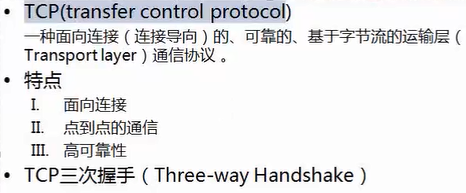 • TCP(transfer control protocol)
一种面向连接（连接导向）的、可靠的、基于字节流的运输层（
Transport layer）通信协议 。
• 特点
I. 面向连接
II. 点到点的通信
III. 高可靠性
• TCP三次握手（Three-way Handshake）